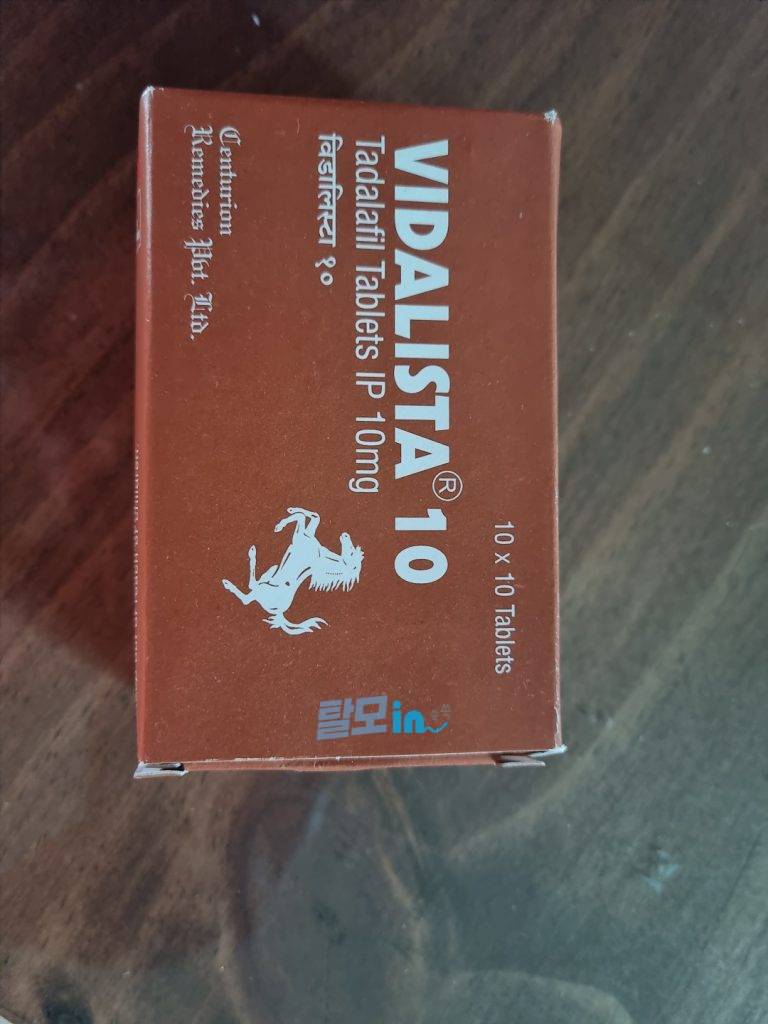 10 x 10 Tablets
VIDALISTA® 10
Tadalafil Tablets IP 10mg
विडालिस्टा १०
Centurion
Remedies Pvt. Ltd.
탈모in